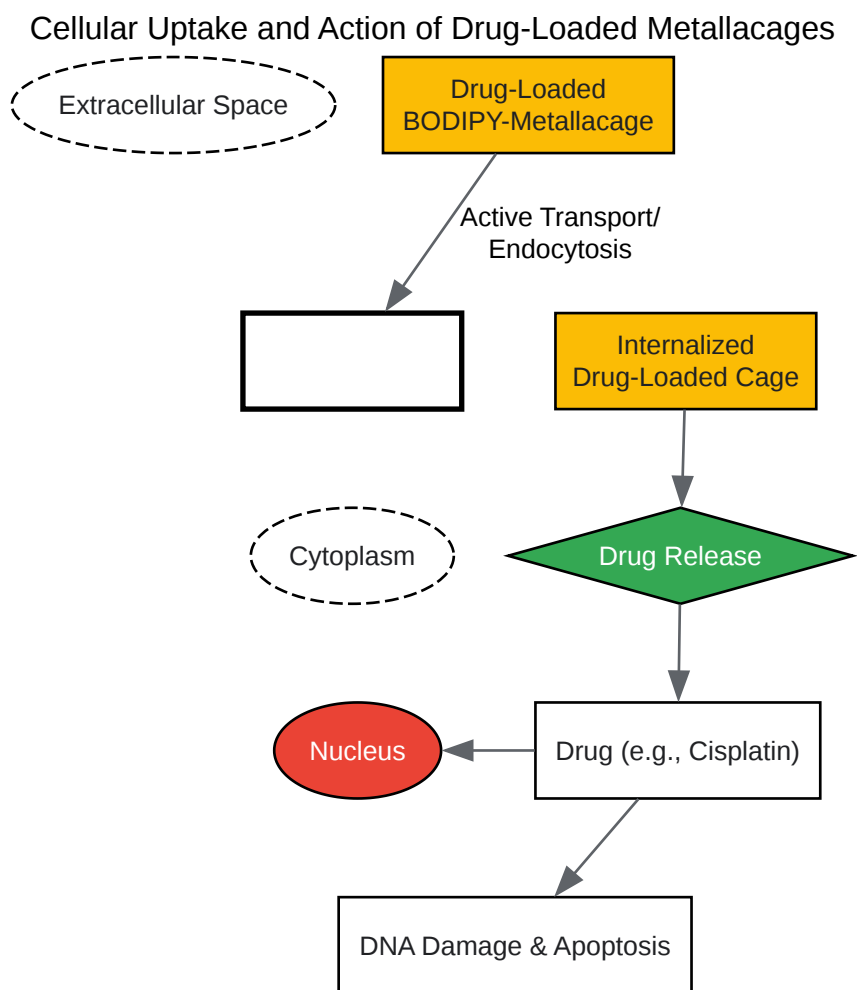 Cellular Uptake and Action of Drug-Loaded Metallacages
Extracellular Space
Drug-Loaded
BODIPY-Metallacage
Active Transport/
Endocytosis
Internalized
Drug-Loaded Cage
Cytoplasm
Drug Release
Nucleus
Drug (e.g., Cisplatin)
DNA Damage & Apoptosis